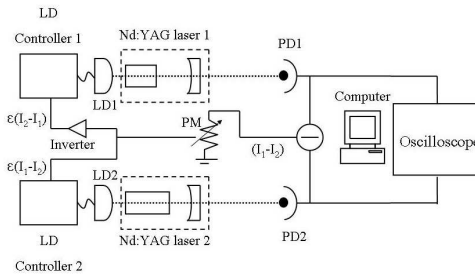 LD
Controller 1
Nd:YAG laser 1
PD1
LD1
ε(I₂-I₁)
Inverter
PM
(I₁-I₂)
Computer
Oscilloscope
ε(I₁-I₂)
LD2
LD
Controller 2
Nd:YAG laser 2
PD2